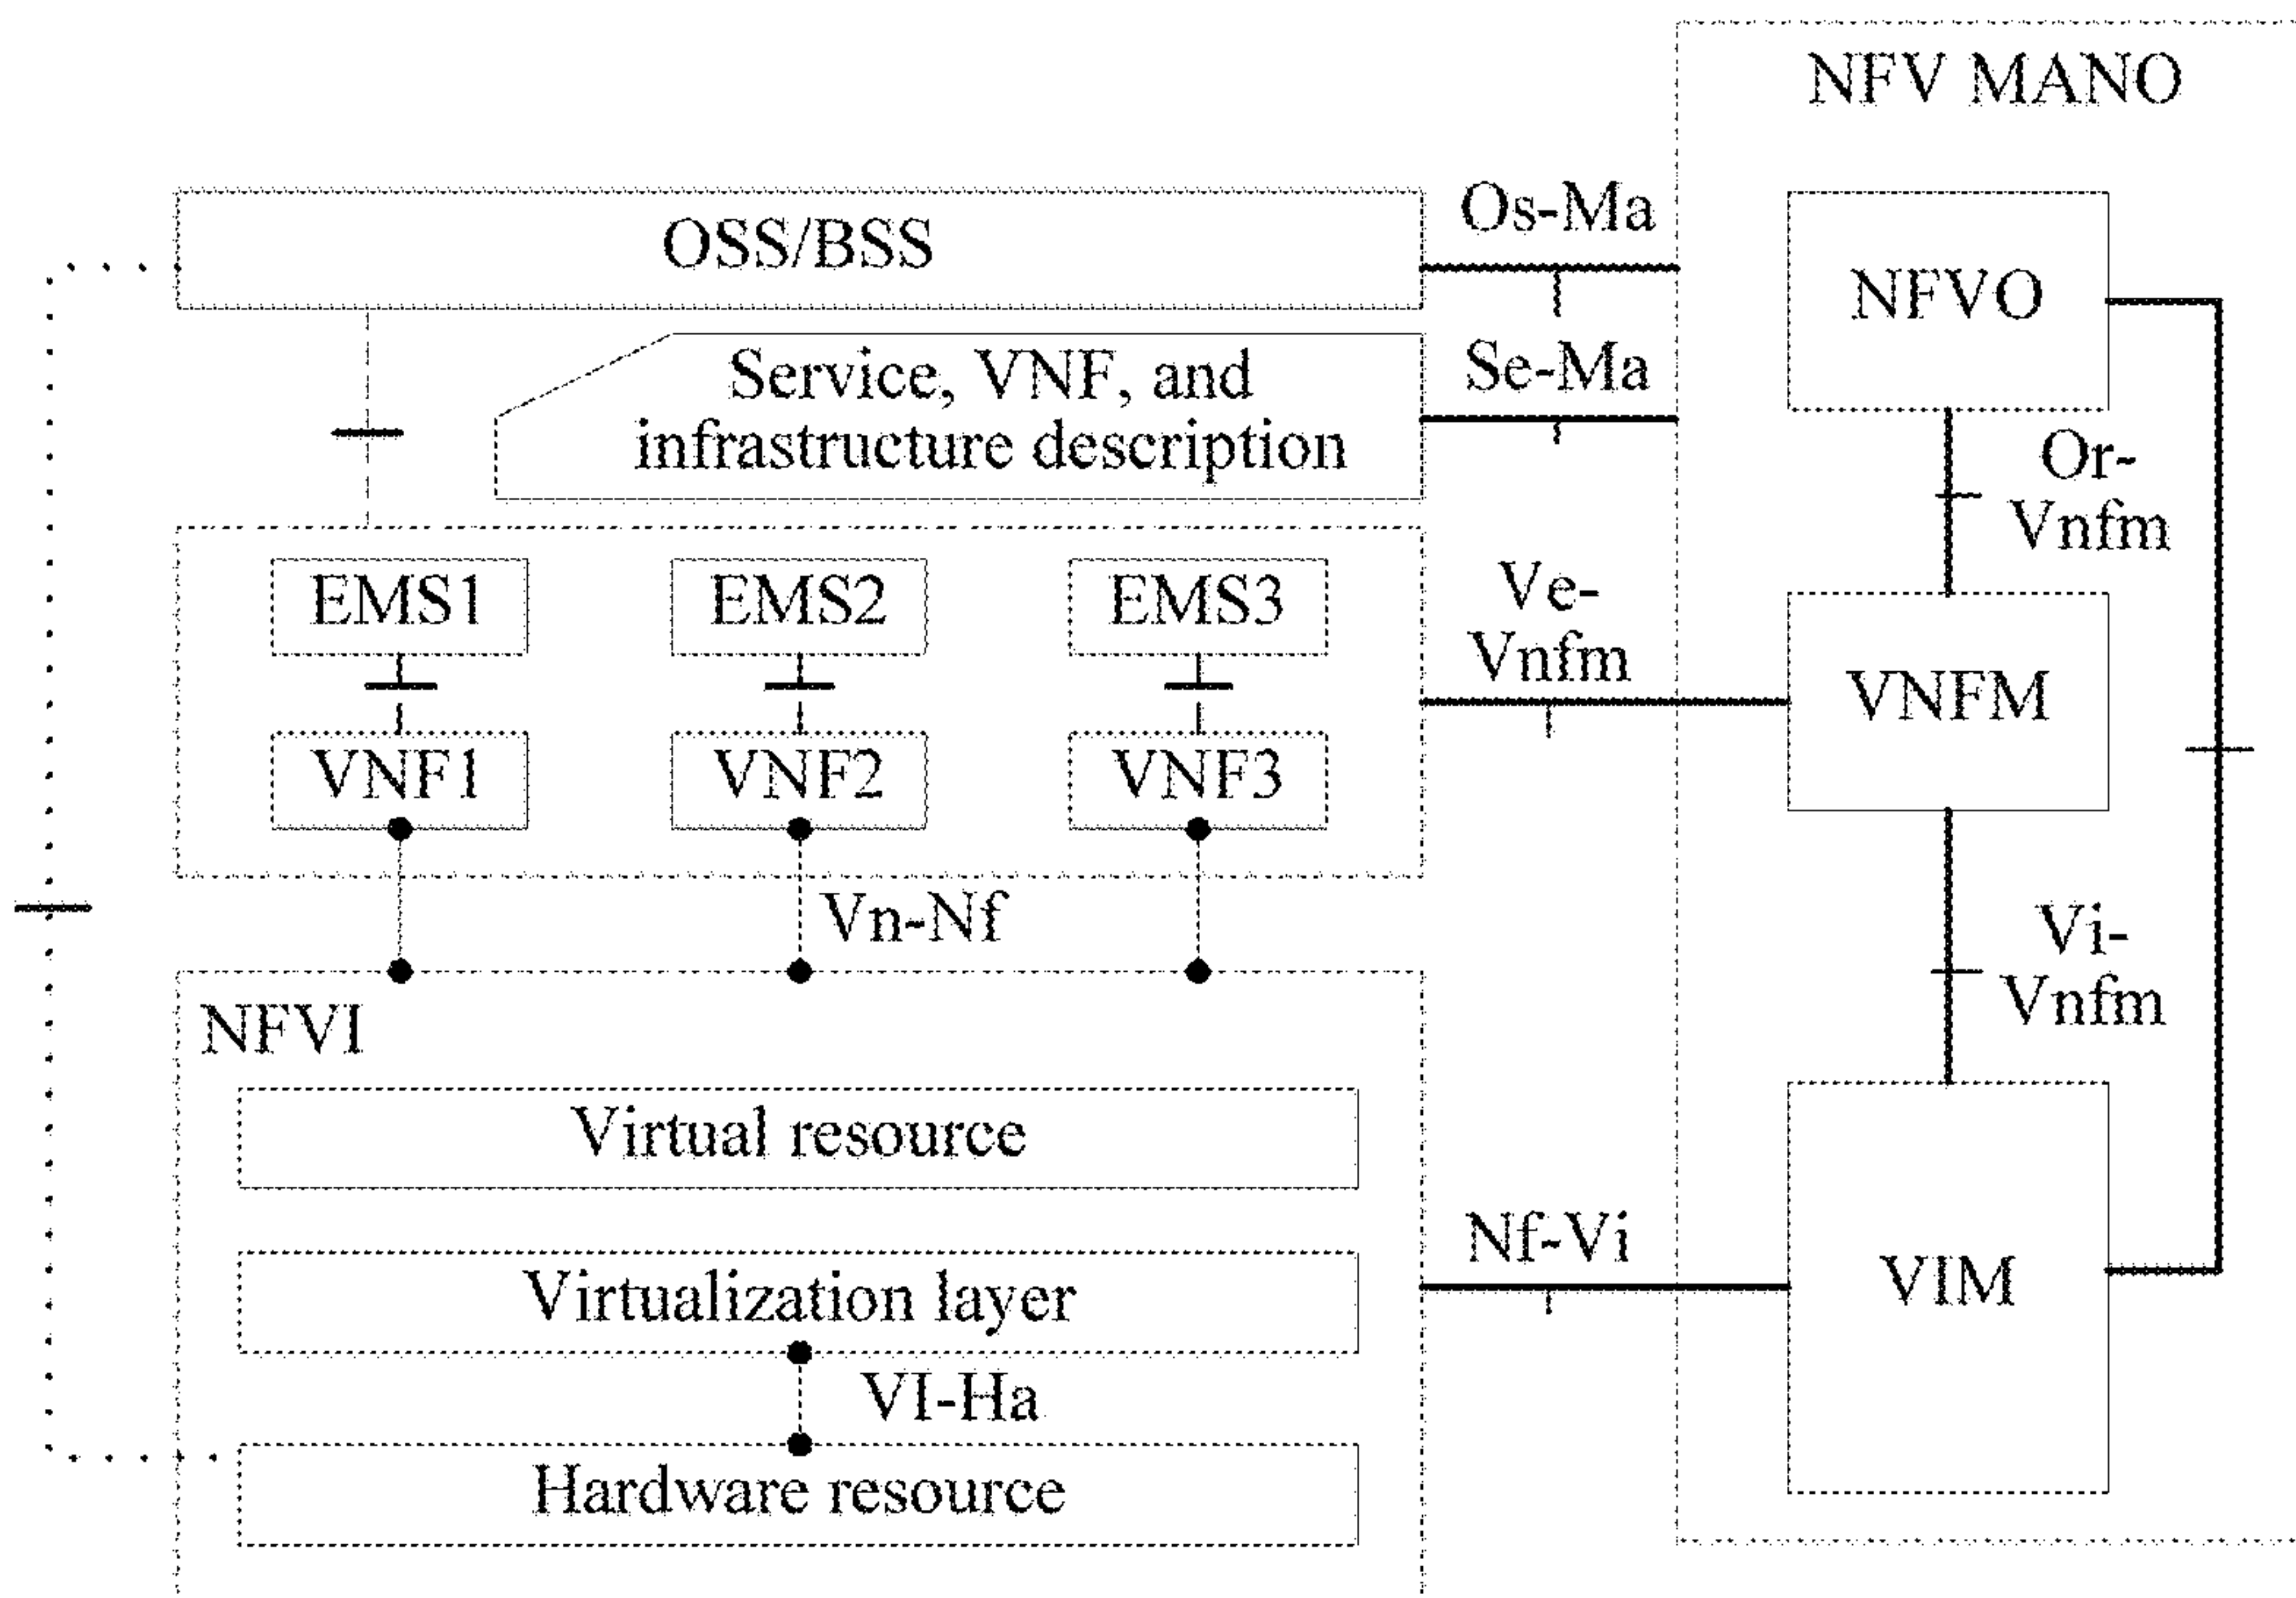 NFV MANO
OSS/BSS
Os-Ma
NFVO
Service, VNF, and
infrastructure description
Se-Ma
Or-
Vnfm
EMS1
EMS2
EMS3
Ve-
Vnfm
VNFM
VNF1
VNF2
VNF3
Vn-Nf
Vi-
Vnfm
NFVI
Virtual resource
Virtualization layer
Nf-Vi
VIM
VI-Ha
Hardware resource